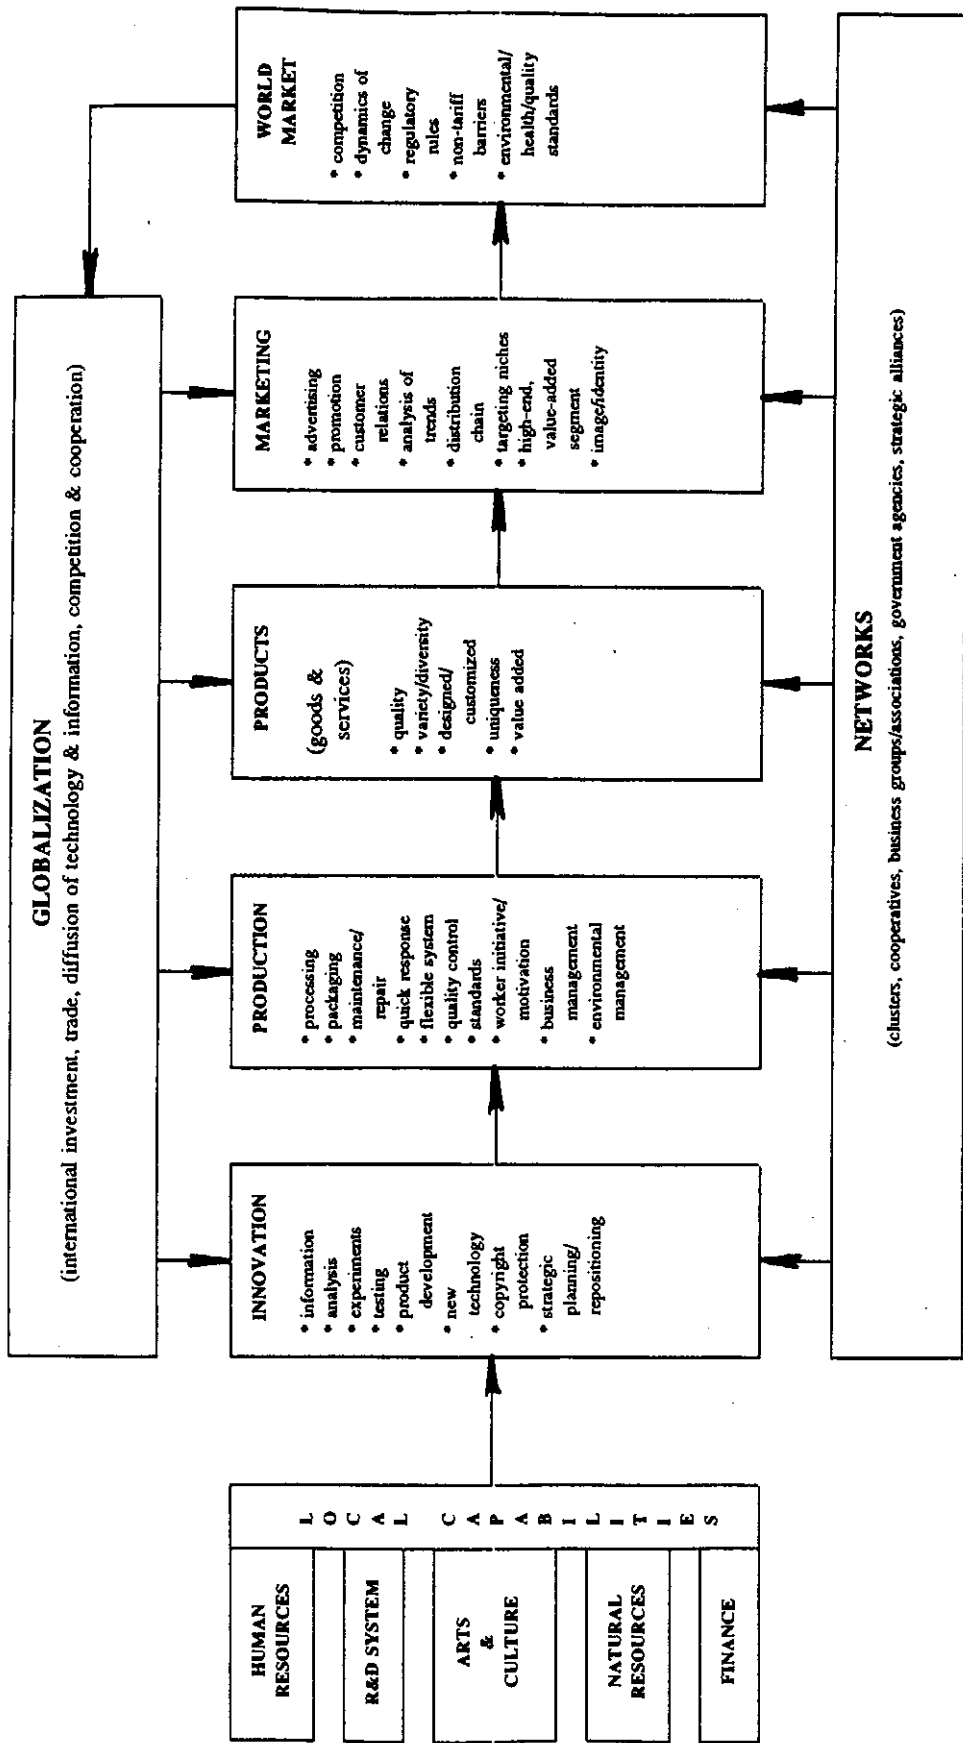 GLOBALIZATION
(international investment, trade, diffusion of technology & information, competition & cooperation)
HUMAN
RESOURCES
R&D SYSTEM
ARTS
&
CULTURE
NATURAL
RESOURCES
FINANCE
LOCAL CAPABILITIES
INNOVATION
* information
* analysis
* experiments
* testing
* product
development
* new
technology
* copyright
protection
* strategic
planning/
repositioning
PRODUCTION
* processing
* packaging
* maintenance/
repair
* quick response
* flexible system
* quality control
* standards
* worker initiative/
motivation
* business
management
* environmental
management
PRODUCTS
(goods &
services)
* quality
* variety/diversity
* designed/
customized
* uniqueness
* value added
MARKETING
* advertising
* promotion
* customer
relations
* analysis of
trends
* distribution
chain
* targeting niches
* high-end,
value-added
segment
* image/identity
WORLD
MARKET
* competition
* dynamics of
change
* regulatory
rules
* non-tariff
barriers
* environmental/
health/quality
standards
NETWORKS
(clusters, cooperatives, business groups/associations, government agencies, strategic alliances)